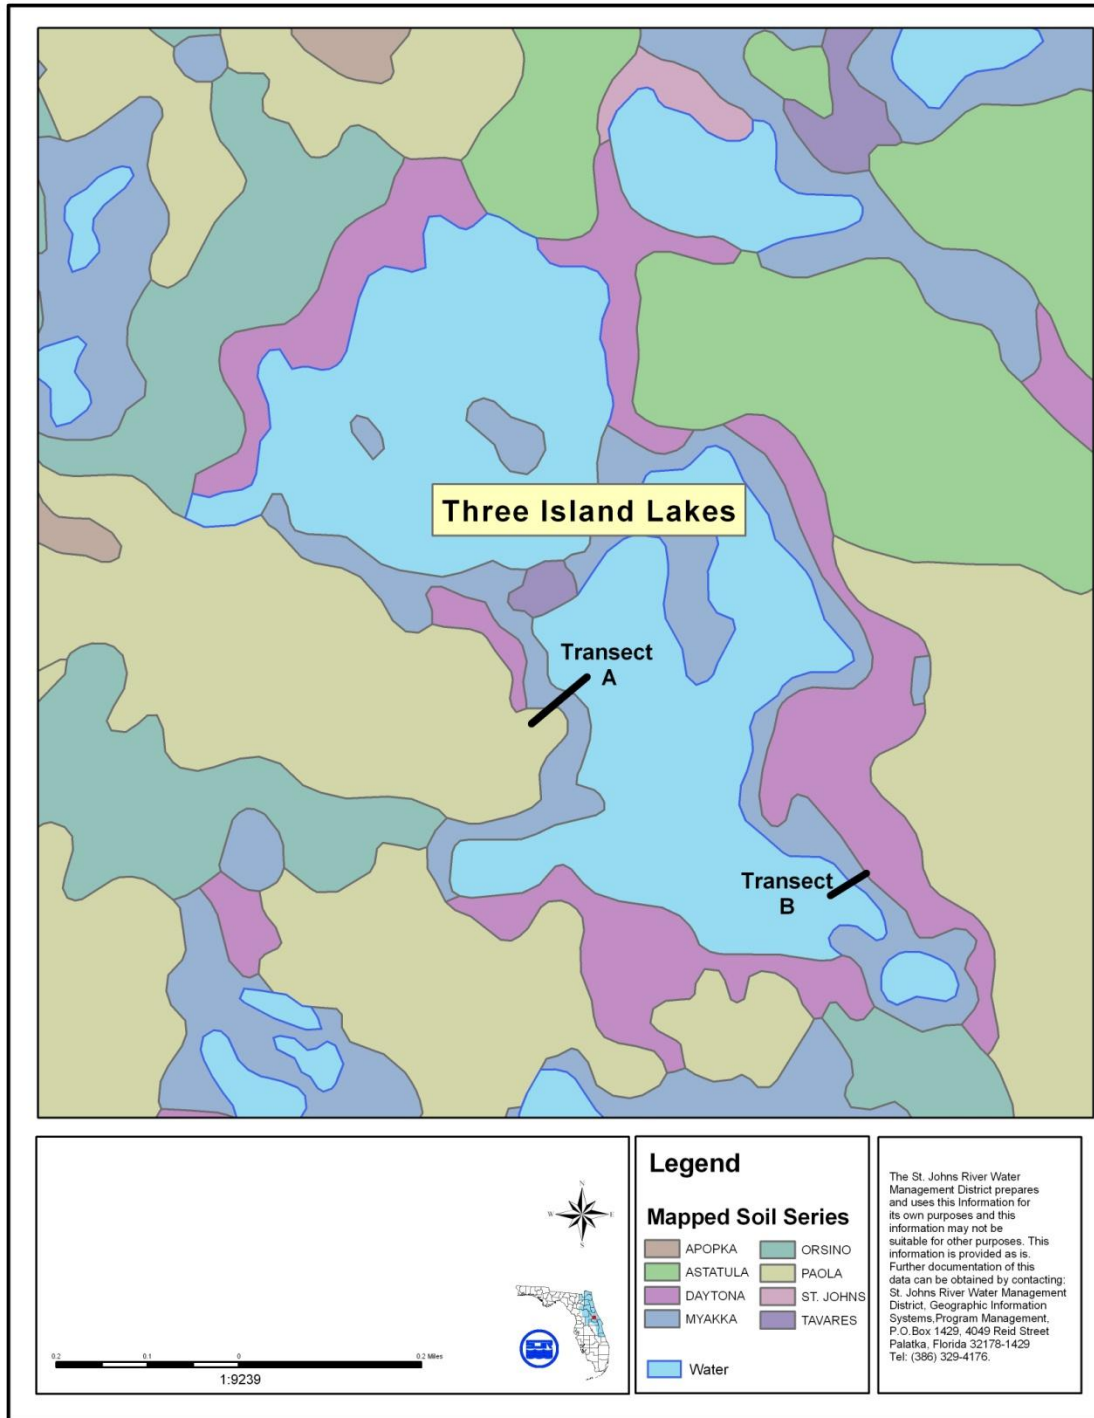 Three Island Lakes
Transect
A
Transect
B
N
W
E
S
0.2
0.1
0
0.2 Miles
1:9239
Legend
Mapped Soil Series
APOPKA
ORSINO
ASTATULA
PAOLA
DAYTONA
ST. JOHNS
MYAKKA
TAVARES
Water
The St. Johns River Water
Management District prepares
and uses this Information for
its own purposes and this
information may not be
suitable for other purposes. This
information is provided as is.
Further documentation of this
data can be obtained by contacting:
St. Johns River Water Management
District, Geographic Information
Systems,Program Management,
P.O.Box 1429, 4049 Reid Street
Palatka, Florida 32178-1429
Tel: (386) 329-4176.